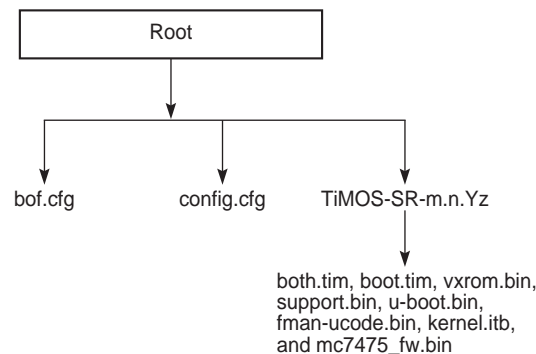 Root
bof.cfg
config.cfg
TiMOS-SR-m.n.Yz
both.tim, boot.tim, vxrom.bin,
support.bin, u-boot.bin,
fman-ucode.bin, kernel.itb,
and mc7475_fw.bin